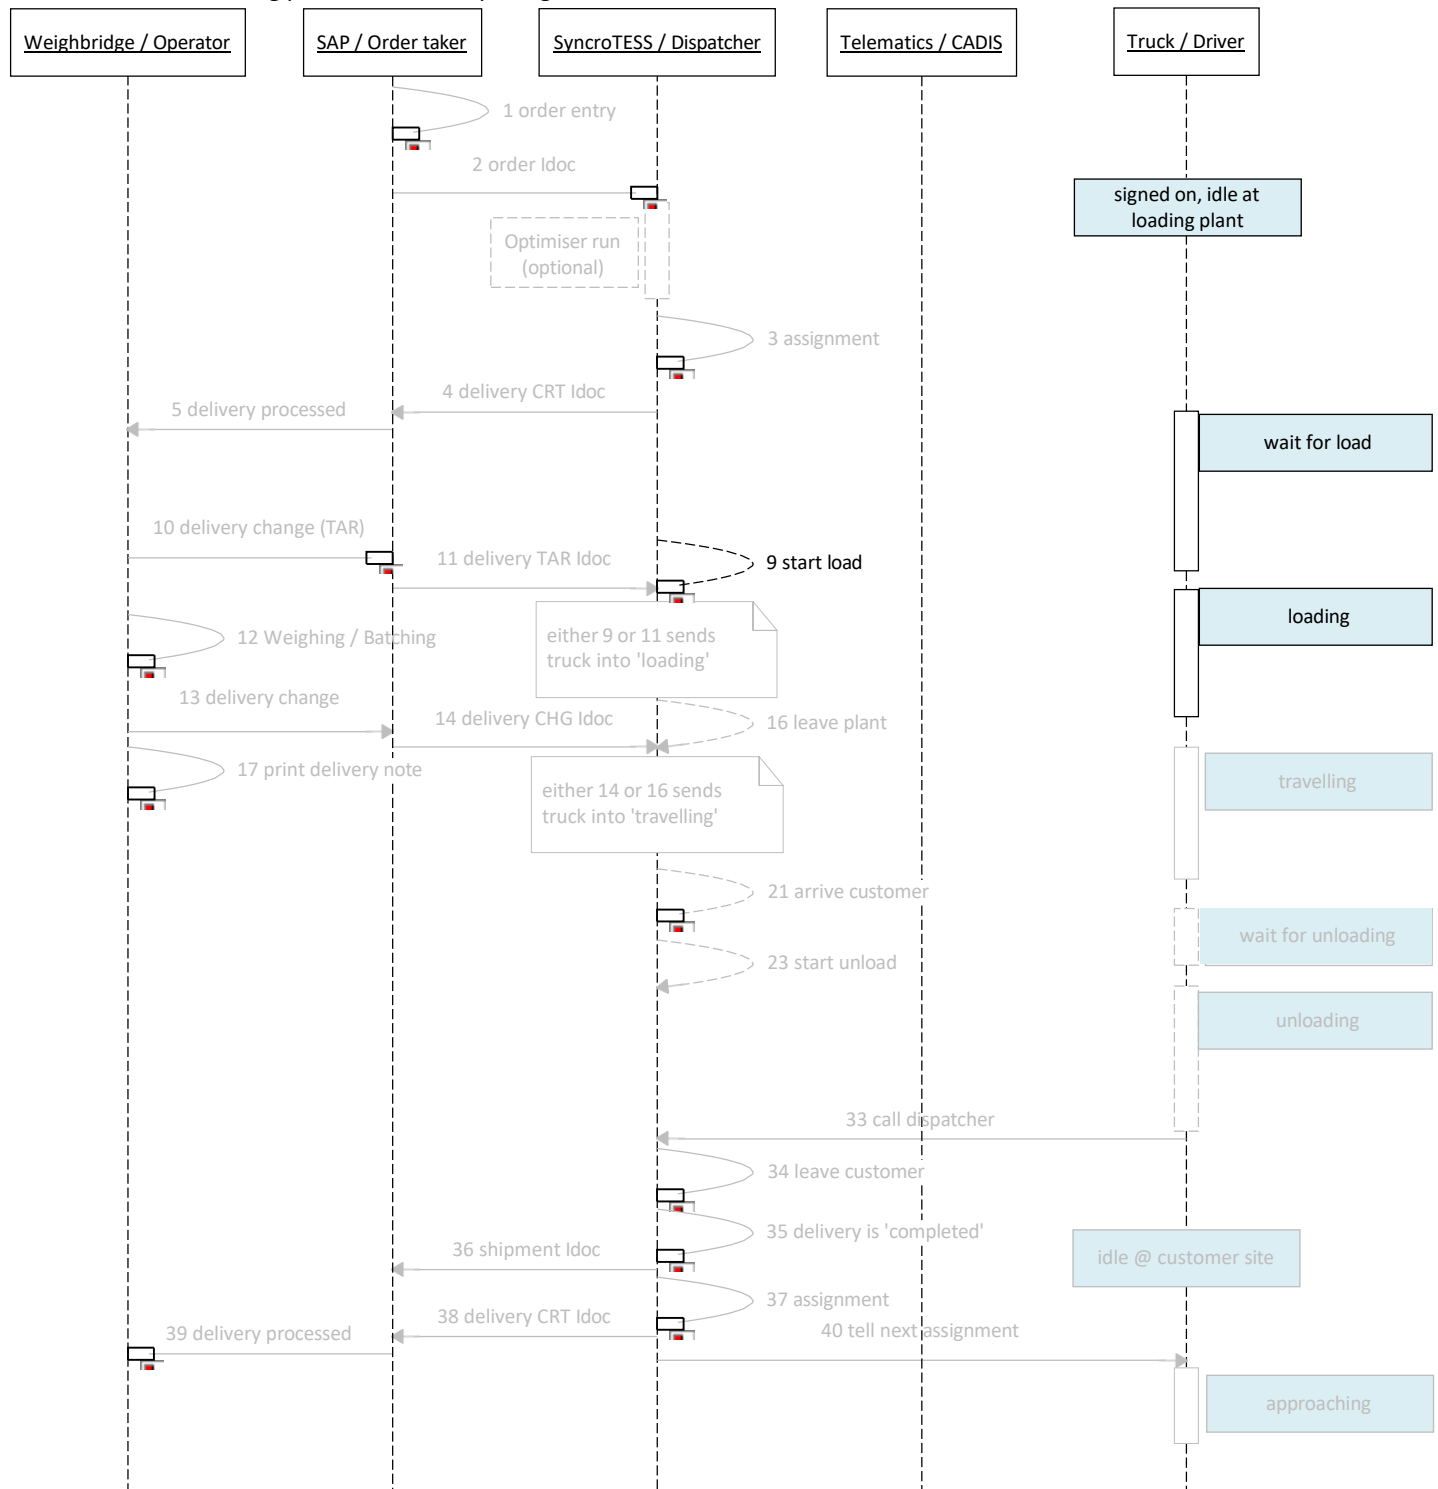 Weighbridge / Operator
SAP / Order taker
SyncroTESS / Dispatcher
Telematics / CADIS
Truck / Driver
1 order entry
2 order Idoc
signed on, idle at
loading plant
Optimiser run
(optional)
3 assignment
4 delivery CRT Idoc
5 delivery processed
wait for load
10 delivery change (TAR)
11 delivery TAR Idoc
9 start load
either 9 or 11 sends
truck into 'loading'
loading
12 Weighing / Batching
13 delivery change
14 delivery CHG Idoc
16 leave plant
17 print delivery note
either 14 or 16 sends
truck into 'travelling'
travelling
21 arrive customer
wait for unloading
23 start unload
unloading
33 call dispatcher
34 leave customer
35 delivery is 'completed'
36 shipment Idoc
idle @ customer site
37 assignment
38 delivery CRT Idoc
39 delivery processed
40 tell next assignment
approaching